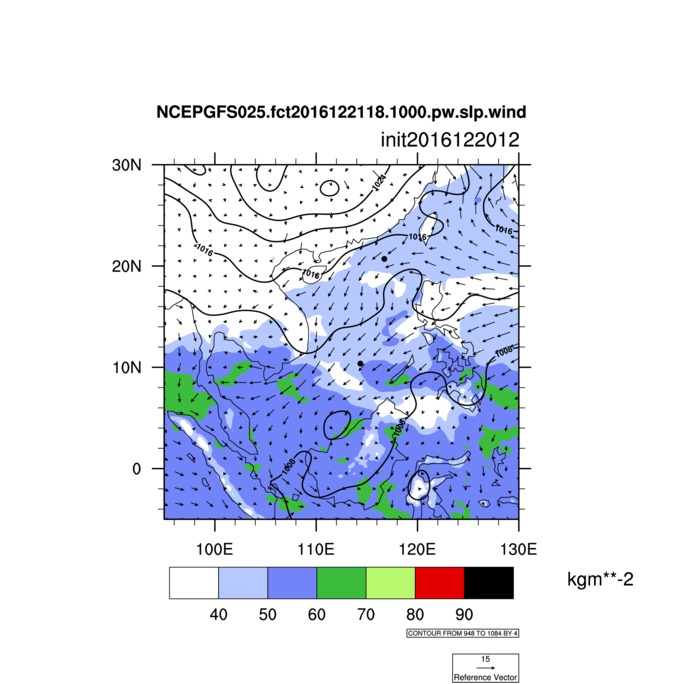 NCEPGFS025.fct2016122118.1000.pw.slp.wind
init2016122012
30N
1024
1016
1016
1016
20N
1016
1008
10N
1008
1008
0
100E 110E 120E 130E
kgm**-2
40 50 60 70 80 90
CONTOUR FROM 948 TO 1084 BY 4
15
Reference Vector